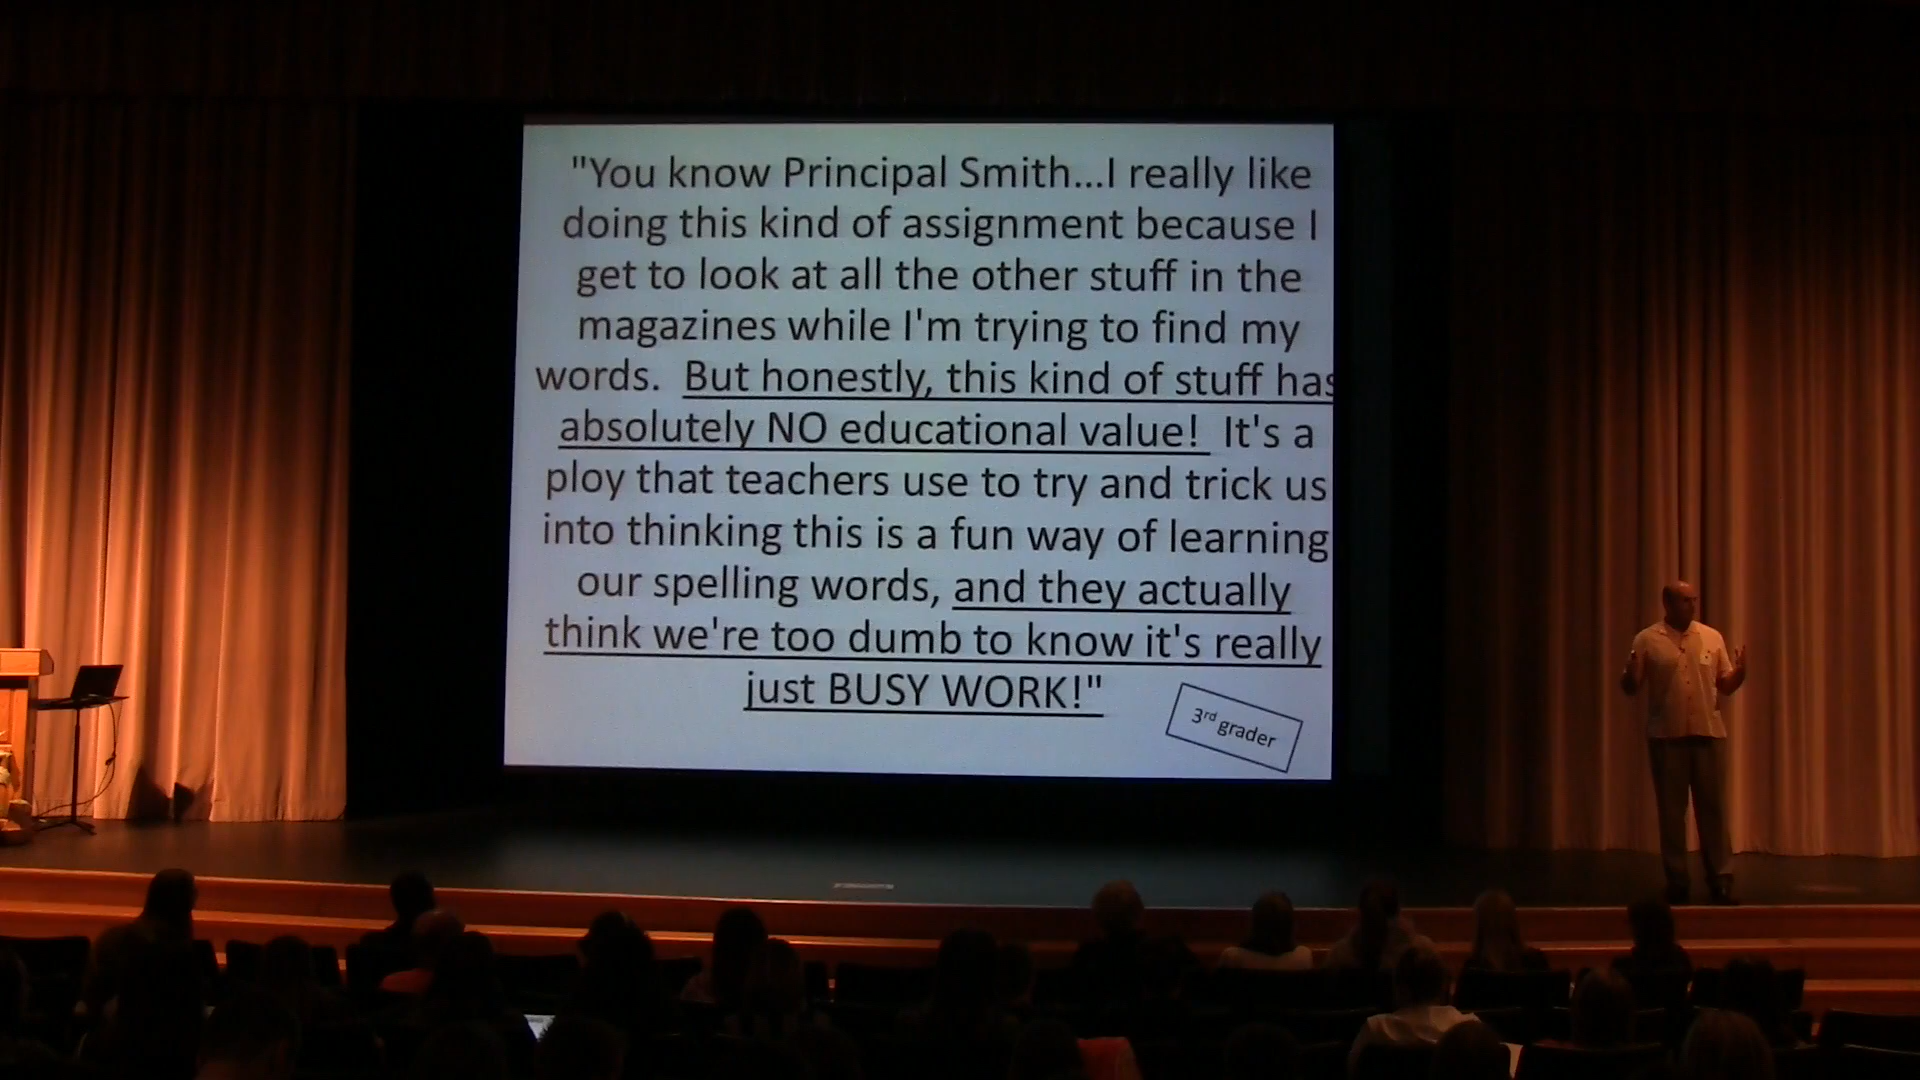 "You know Principal Smith...I really like
doing this kind of assignment because I
get to look at all the other stuff in the
magazines while I'm trying to find my
words.  But honestly, this kind of stuff has
absolutely NO educational value!  It's a
ploy that teachers use to try and trick us
into thinking this is a fun way of learning
our spelling words, and they actually
think we're too dumb to know it's really
just BUSY WORK!"
3rd grader